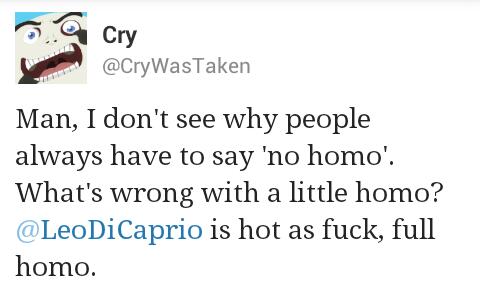 Cry
@CryWasTaken
Man, I don't see why people
always have to say 'no homo'.
What's wrong with a little homo?
@LeoDiCaprio is hot as fuck, full
homo.